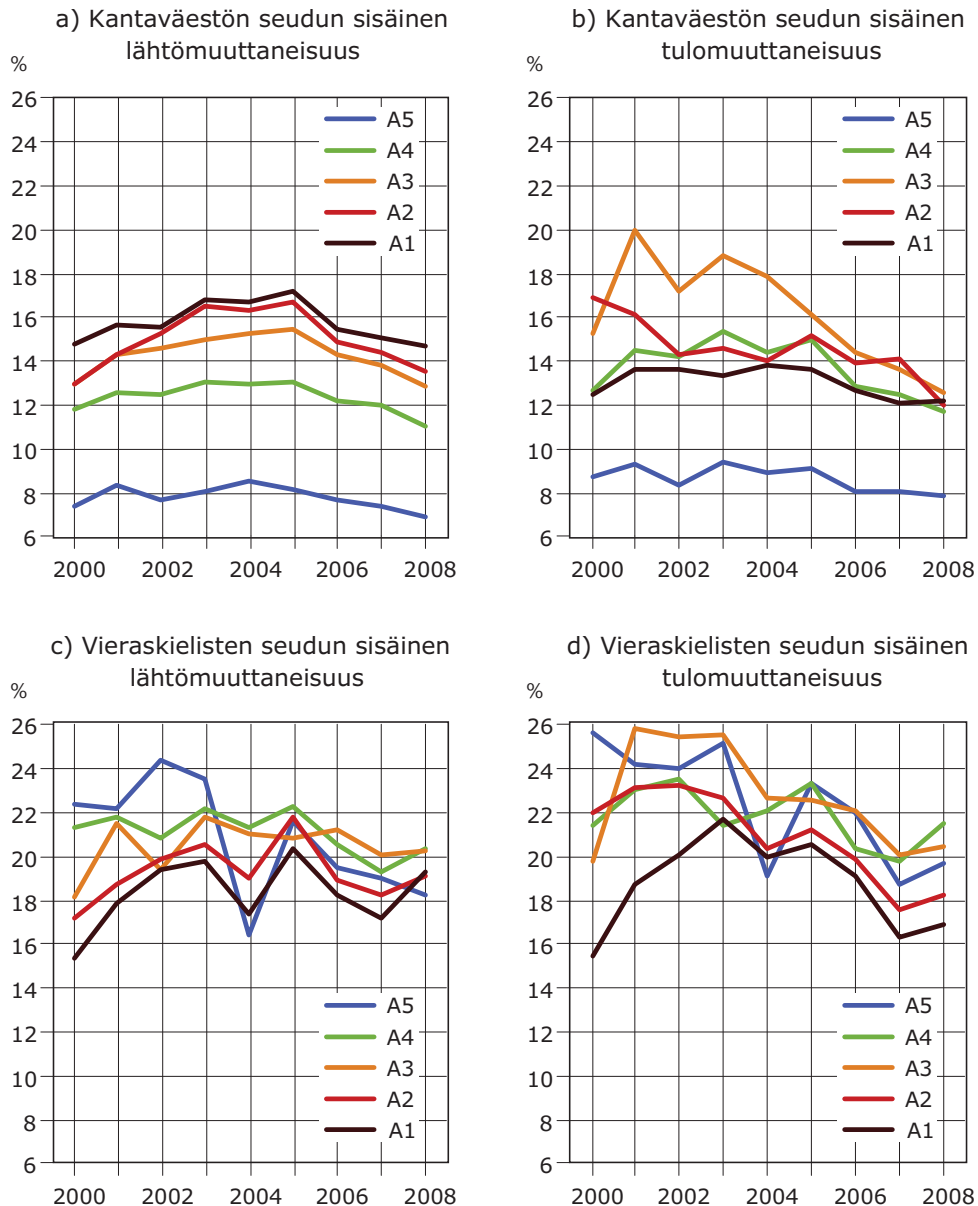 a) Kantaväestön seudun sisäinen
lähtömuuttaneisuus
%
26
24
22
20
18
16
14
12
10
8
6
2000 2002 2004 2006 2008
A5
A4
A3
A2
A1
b) Kantaväestön seudun sisäinen
tulomuuttaneisuus
%
26
24
22
20
18
16
14
12
10
8
6
2000 2002 2004 2006 2008
A5
A4
A3
A2
A1
c) Vieraskielisten seudun sisäinen
lähtömuuttaneisuus
%
26
24
22
20
18
16
14
12
10
8
6
2000 2002 2004 2006 2008
A5
A4
A3
A2
A1
d) Vieraskielisten seudun sisäinen
tulomuuttaneisuus
%
26
24
22
20
18
16
14
12
10
8
6
2000 2002 2004 2006 2008
A5
A4
A3
A2
A1